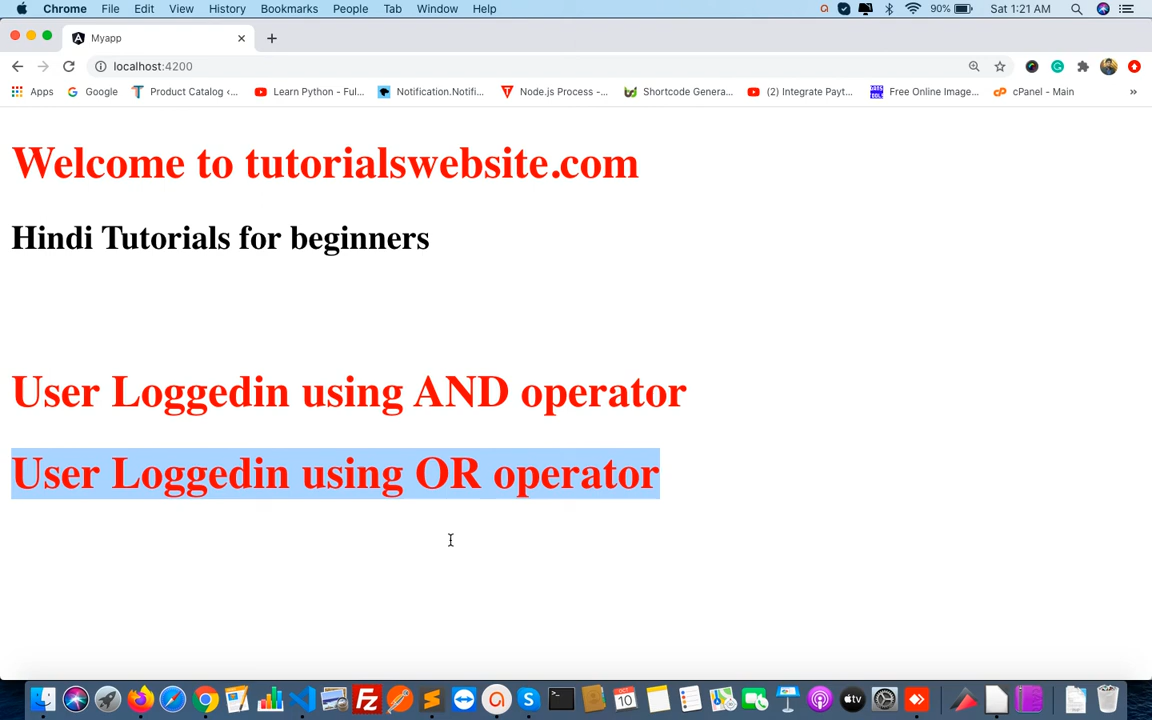 Chrome File Edit View History Bookmarks People Tab Window Help 90% Sat 1:21 AM
Myapp
localhost:4200
Apps Google Product Catalog ‹... Learn Python - Ful... Notification.Notifi... Node.js Process -... Shortcode Genera... (2) Integrate Payt... Free Online Image... cPanel - Main »
Welcome to tutorialswebsite.com
Hindi Tutorials for beginners
User Loggedin using AND operator
User Loggedin using OR operator